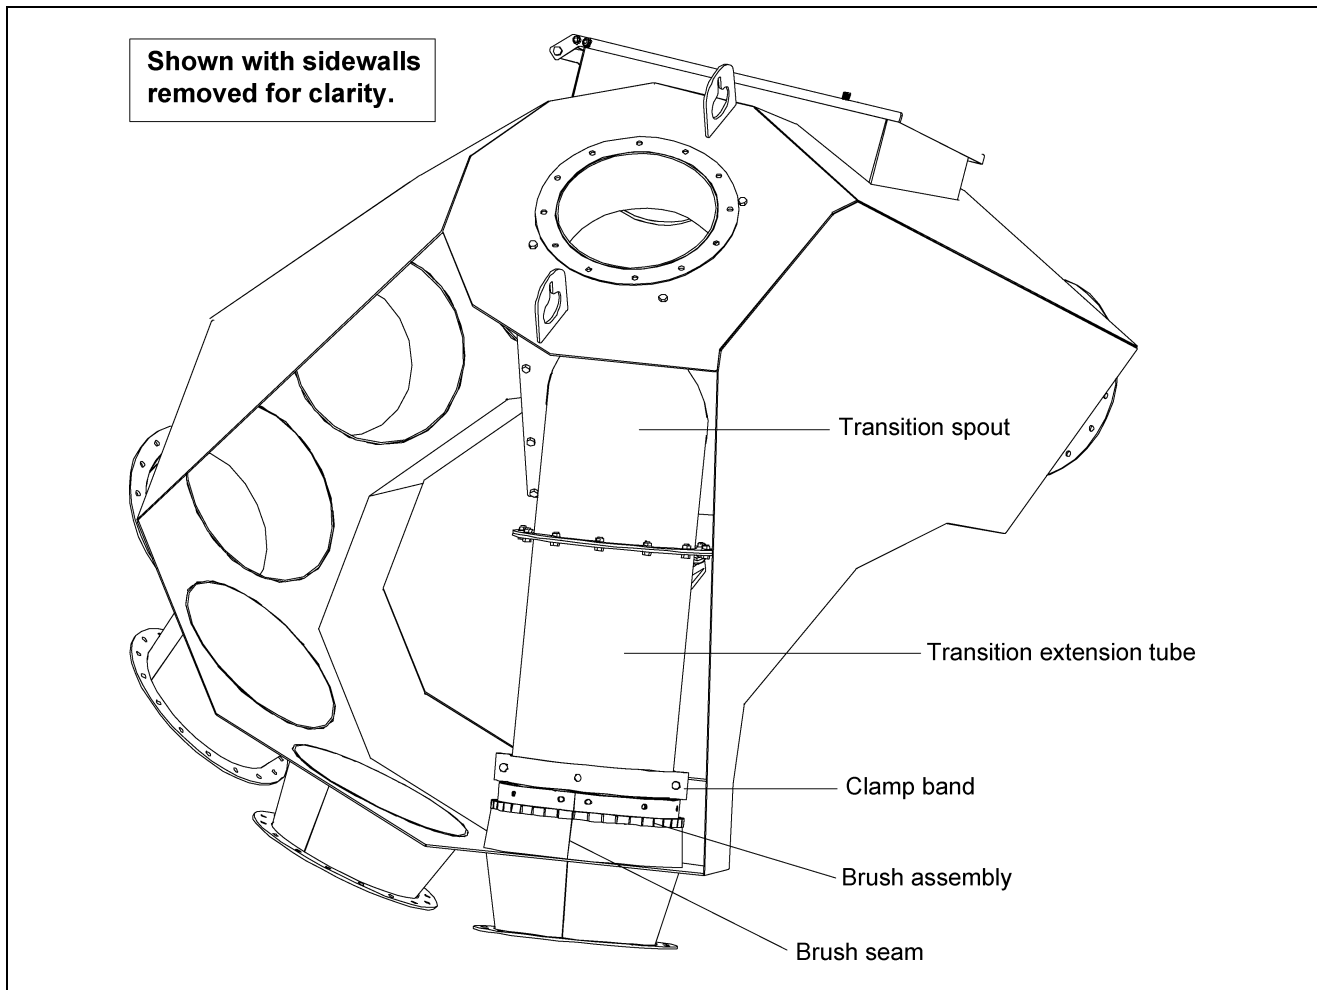 Shown with sidewalls
removed for clarity.
Transition spout
Transition extension tube
Clamp band
Brush assembly
Brush seam